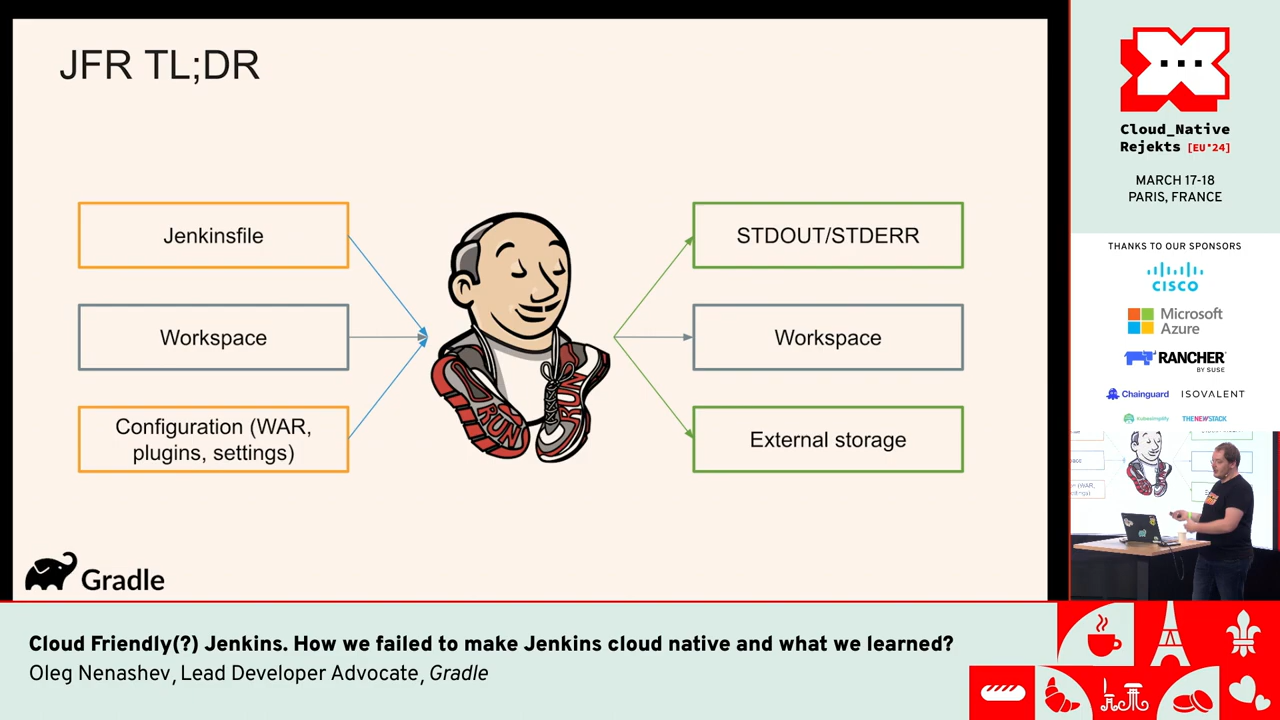 JFR TL;DR
Jenkinsfile
Workspace
Configuration (WAR,
plugins, settings)
RUN
RUN
STDOUT/STDERR
Workspace
External storage
Gradle
Cloud_Native
Rejekts [EU'24]
MARCH 17-18
PARIS, FRANCE
THANKS TO OUR SPONSORS
CISCO
Microsoft
Azure
RANCHER
BY SUSE
Chainguard
ISOVALENT
kubesimplify
THENEWSTACK
Cloud Friendly(?) Jenkins. How we failed to make Jenkins cloud native and what we learned?
Oleg Nenashev, Lead Developer Advocate, Gradle